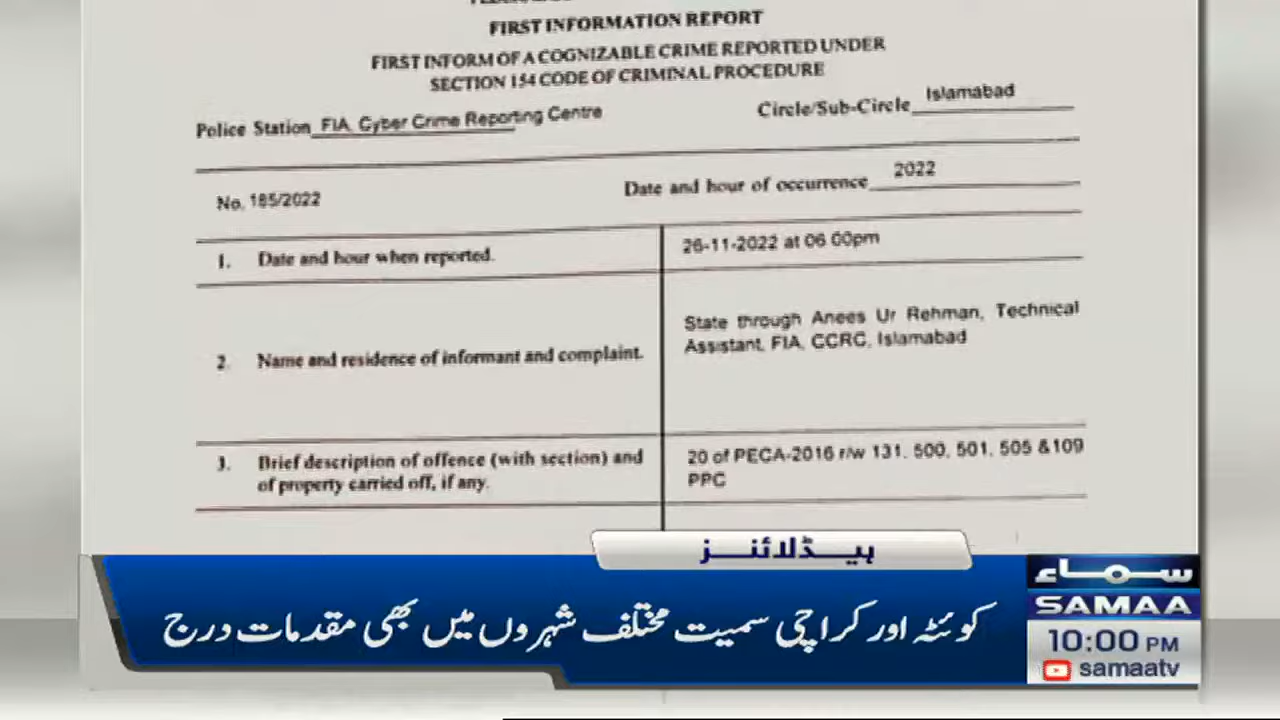 FIRST INFORMATION REPORT
FIRST INFORM OF A COGNIZABLE CRIME REPORTED UNDER
SECTION 154 CODE OF CRIMINAL PROCEDURE
Police Station FIA, Cyber Crime Reporting Centre
Circle/Sub-Circle Islamabad
No. 185/2022
Date and hour of occurrence 2022
1. Date and hour when reported.
26-11-2022 at 06 00pm
2. Name and residence of informant and complaint.
State through Anees Ur Rehman, Technical
Assistant, FIA, CCRC, Islamabad
3. Brief description of offence (with section) and
of property carried off, if any.
20 of PECA-2016 r/w 131, 500, 501, 505 &109
PPC
ہیڈلائنز
کوئٹہ اور کراچی سمیت مختلف شہروں میں بھی مقدمات درج
سماء
SAMAA
10:00 PM
samaatv